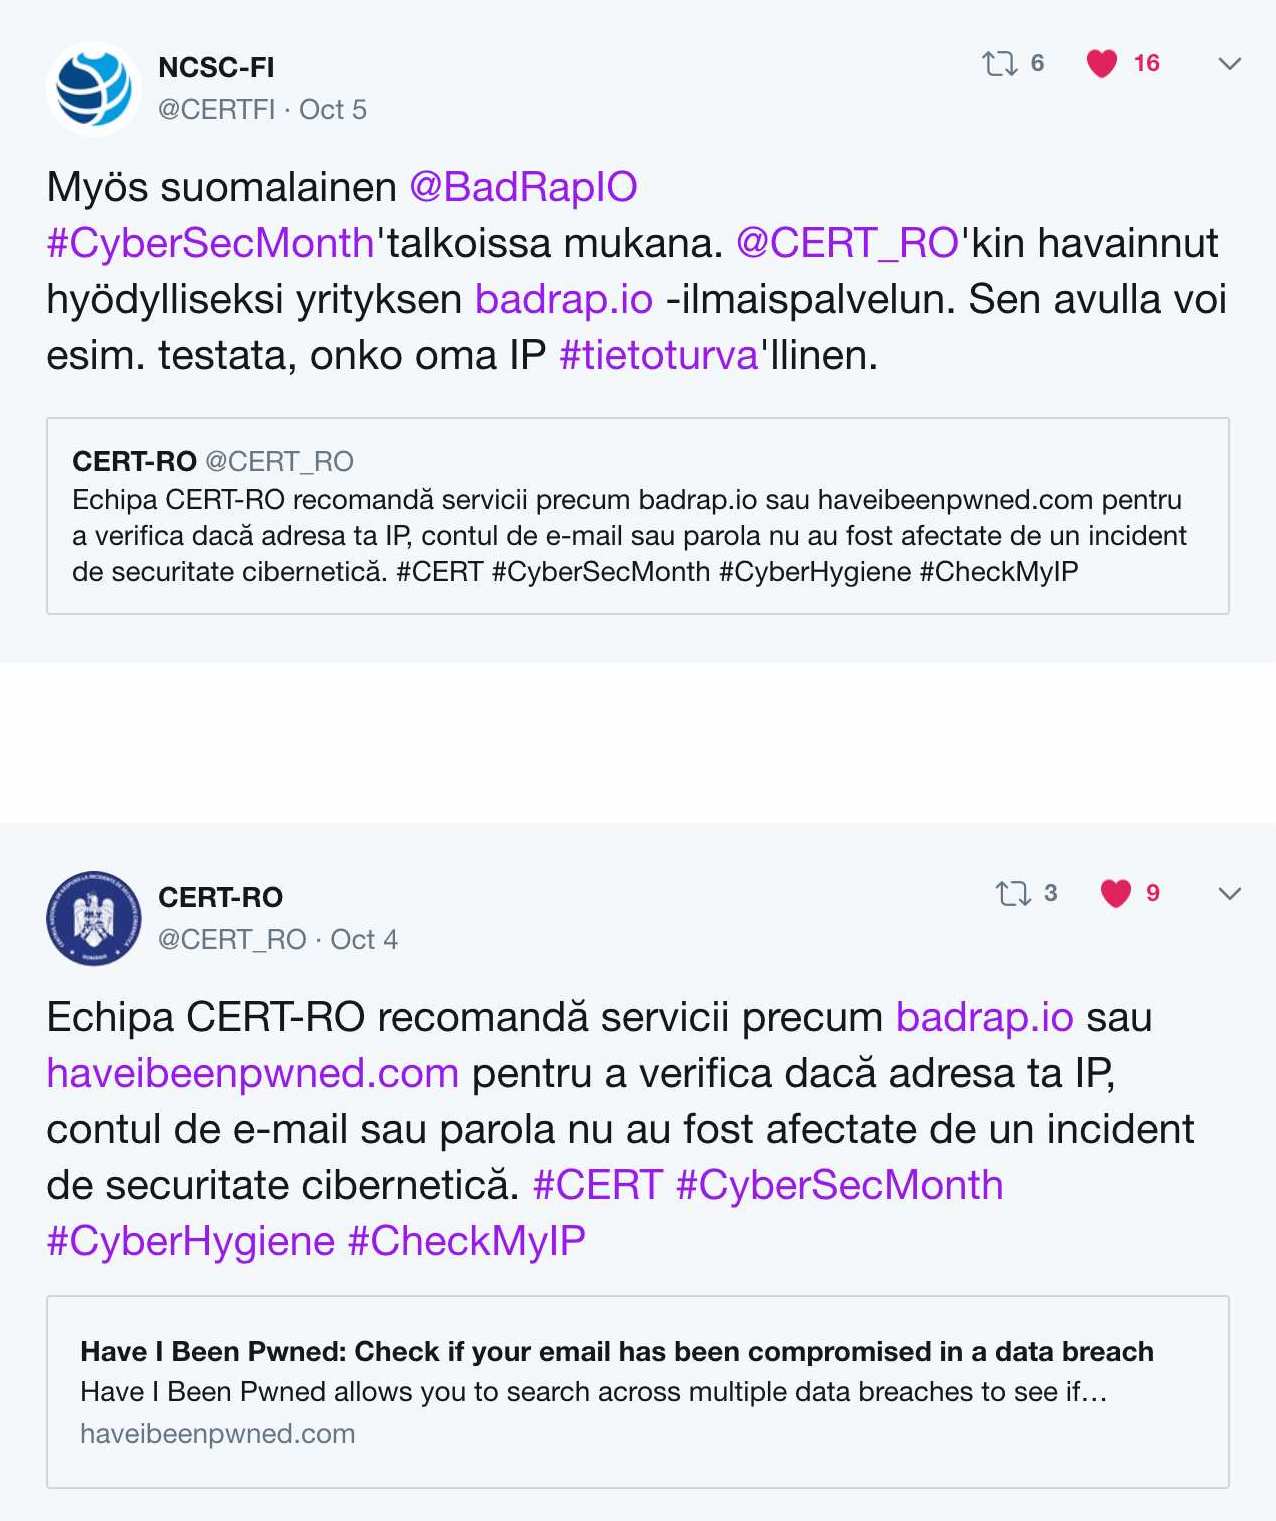 NCSC-FI
6
16
@CERTFI · Oct 5
Myös suomalainen @BadRapIO
#CyberSecMonth'talkoissa mukana. @CERT_RO'kin havainnut
hyödylliseksi yrityksen badrap.io -ilmaispalvelun. Sen avulla voi
esim. testata, onko oma IP #tietoturva'llinen.
CERT-RO @CERT_RO
Echipa CERT-RO recomandă servicii precum badrap.io sau haveibeenpwned.com pentru
a verifica dacă adresa ta IP, contul de e-mail sau parola nu au fost afectate de un incident
de securitate cibernetică. #CERT #CyberSecMonth #CyberHygiene #CheckMyIP
CERT-RO
3
9
@CERT_RO · Oct 4
Echipa CERT-RO recomandă servicii precum badrap.io sau
haveibeenpwned.com pentru a verifica dacă adresa ta IP,
contul de e-mail sau parola nu au fost afectate de un incident
de securitate cibernetică. #CERT #CyberSecMonth
#CyberHygiene #CheckMyIP
Have I Been Pwned: Check if your email has been compromised in a data breach
Have I Been Pwned allows you to search across multiple data breaches to see if...
haveibeenpwned.com